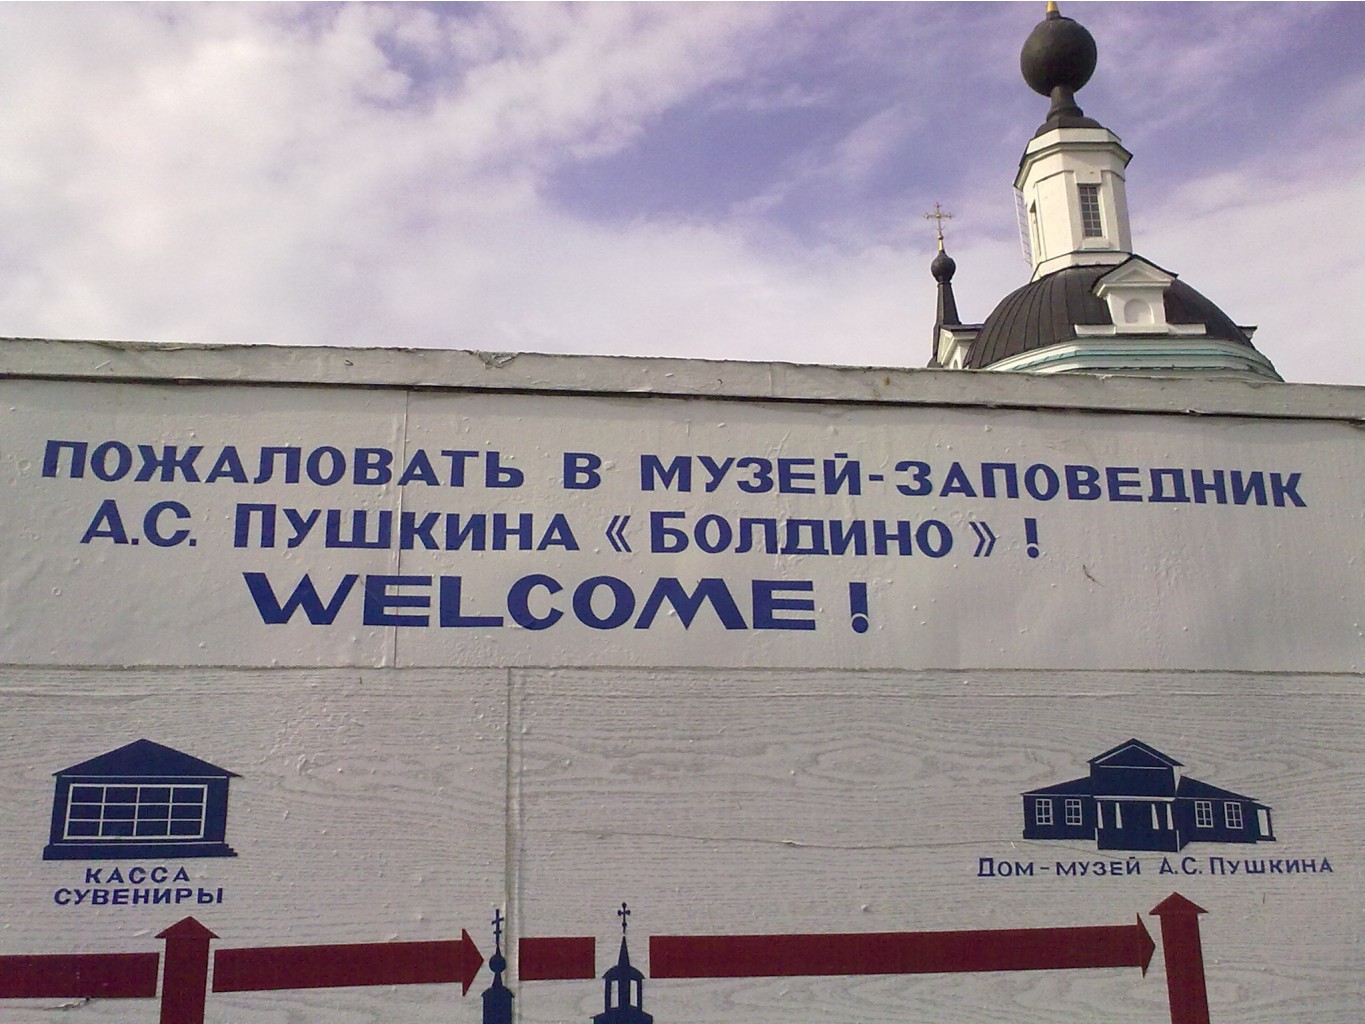 ПОЖАЛОВАТЬ В МУЗЕЙ-ЗАПОВЕДНИК
А.С. ПУШКИНА «БОЛДИНО» !
WELCOME !
КАССА
СУВЕНИРЫ
ДОМ-МУЗЕЙ А.С.ПУШКИНА